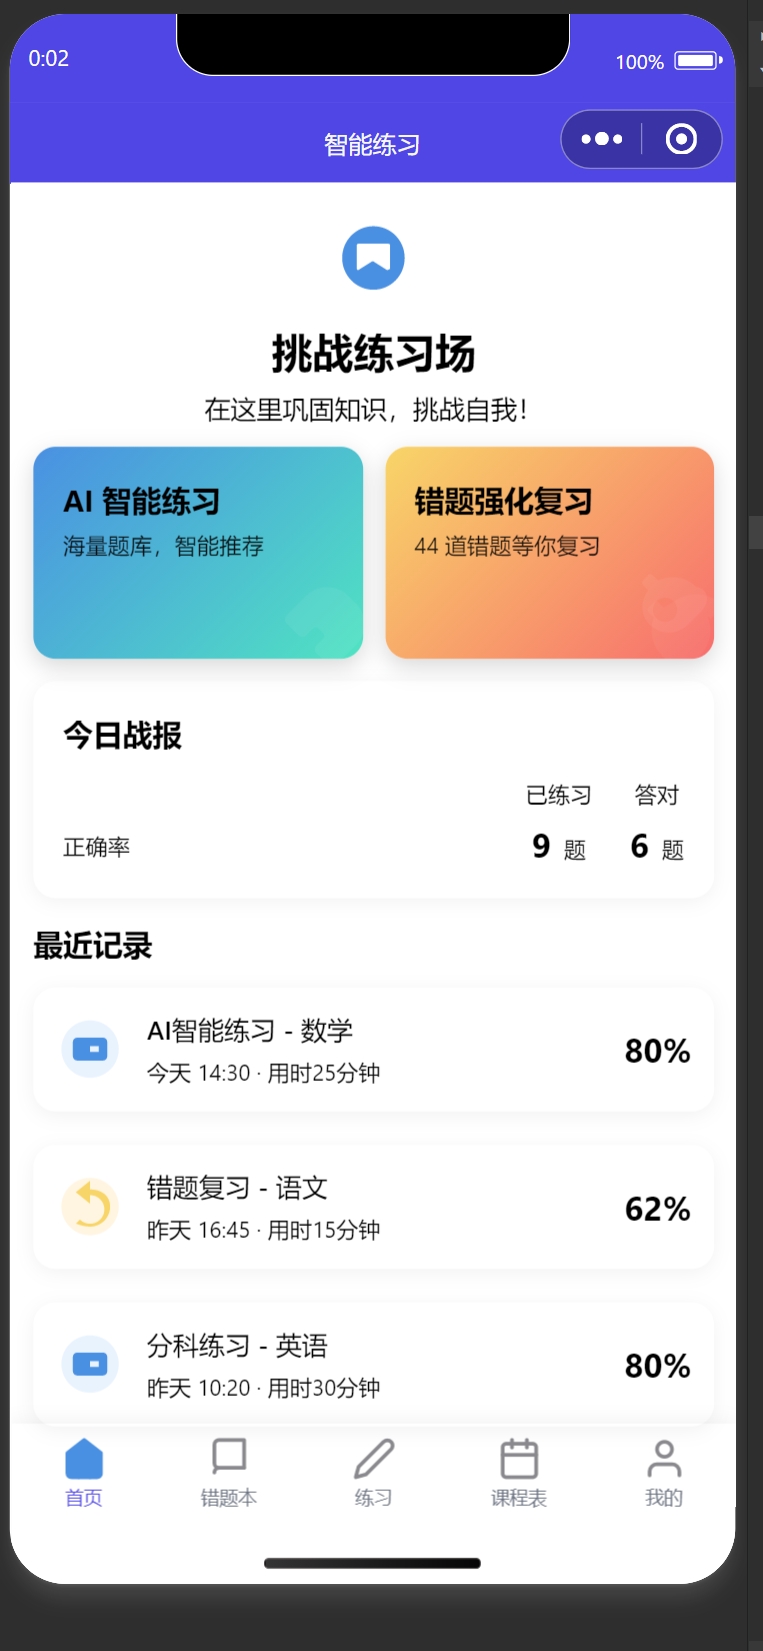 0:02
100%
智能练习
挑战练习场
在这里巩固知识，挑战自我！
AI 智能练习
海量题库，智能推荐
错题强化复习
44 道错题等你复习
今日战报
已练习 答对
正确率 9 题 6 题
最近记录
AI智能练习 - 数学
今天 14:30 · 用时25分钟
80%
错题复习 - 语文
昨天 16:45 · 用时15分钟
62%
分科练习 - 英语
昨天 10:20 · 用时30分钟
80%
首页 错题本 练习 课程表 我的